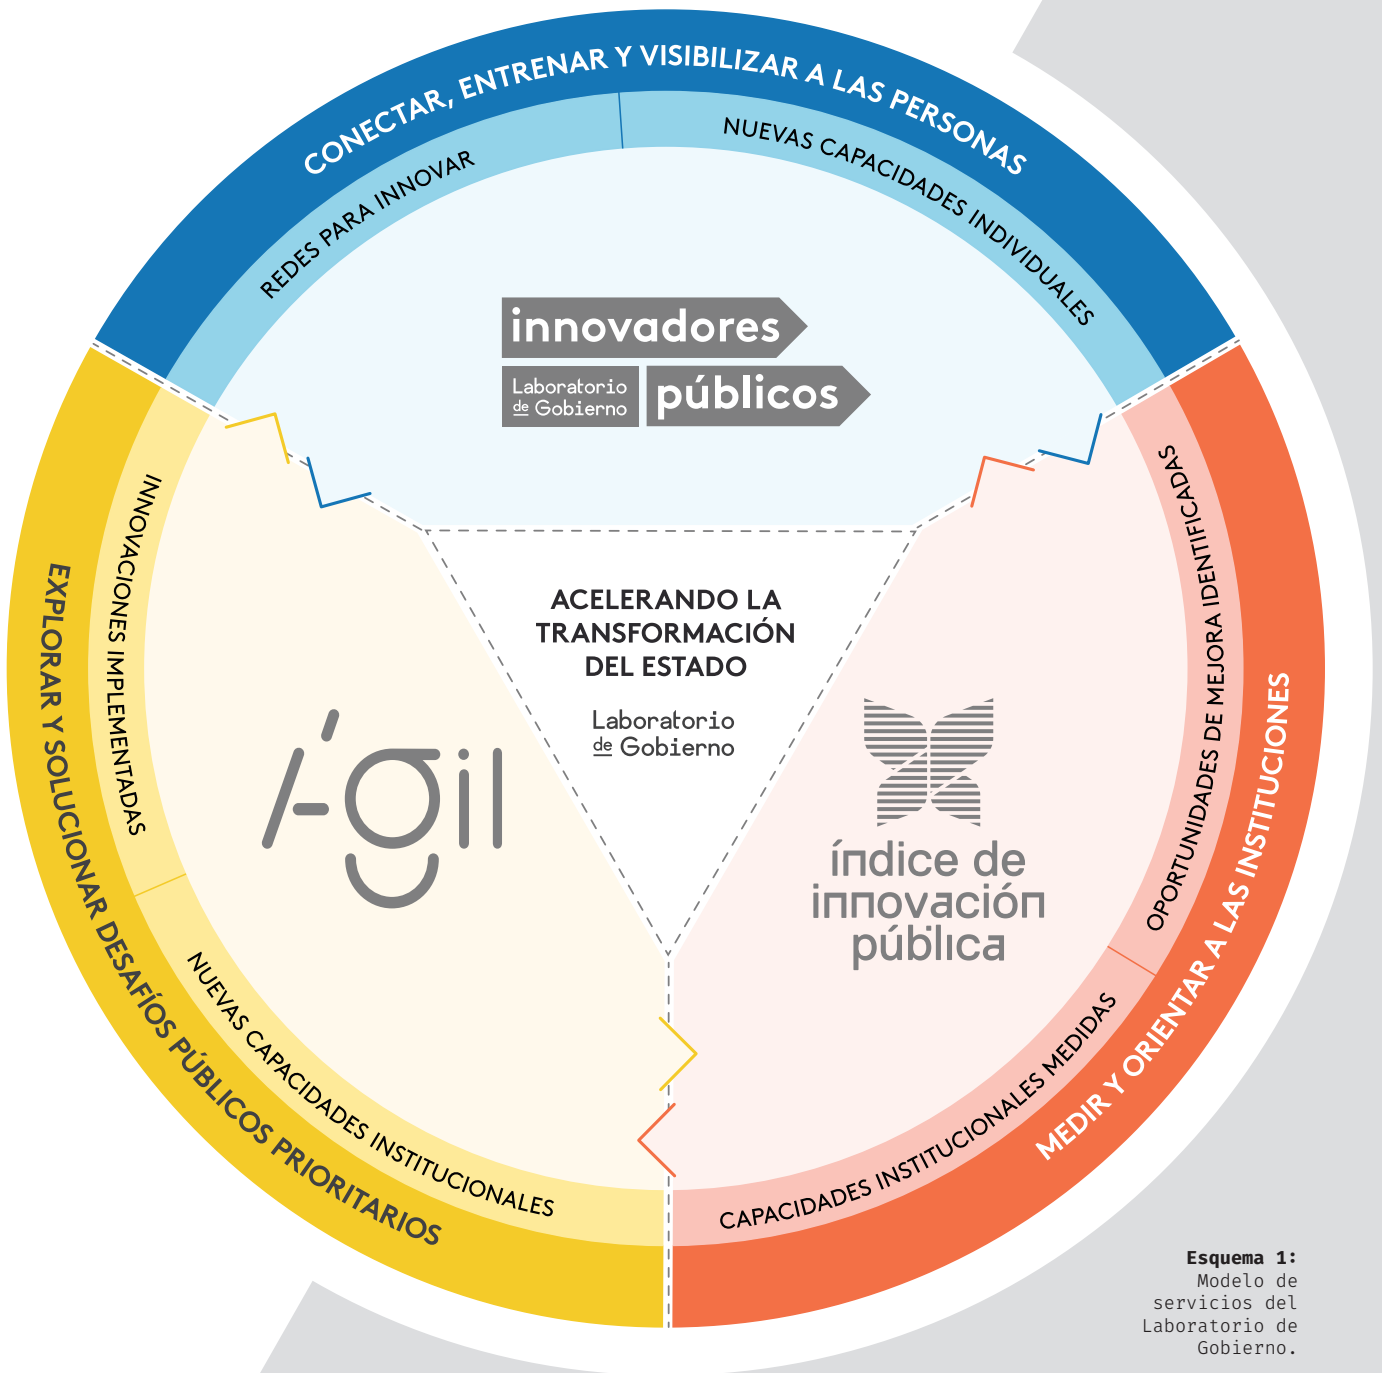 CONECTAR, ENTRENAR Y VISIBILIZAR A LAS PERSONAS
REDES PARA INNOVAR
NUEVAS CAPACIDADES INDIVIDUALES
innovadores
Laboratorio
de Gobierno
públicos
EXPLORAR Y SOLUCIONAR DESAFÍOS PÚBLICOS PRIORITARIOS
INNOVACIONES IMPLEMENTADAS
NUEVAS CAPACIDADES INSTITUCIONALES
Ágil
ACELERANDO LA
TRANSFORMACIÓN
DEL ESTADO
Laboratorio
de Gobierno
índice de
innovación
pública
OPORTUNIDADES DE MEJORA IDENTIFICADAS
CAPACIDADES INSTITUCIONALES MEDIDAS
MEDIR Y ORIENTAR A LAS INSTITUCIONES
Esquema 1:
Modelo de
servicios del
Laboratorio de
Gobierno.